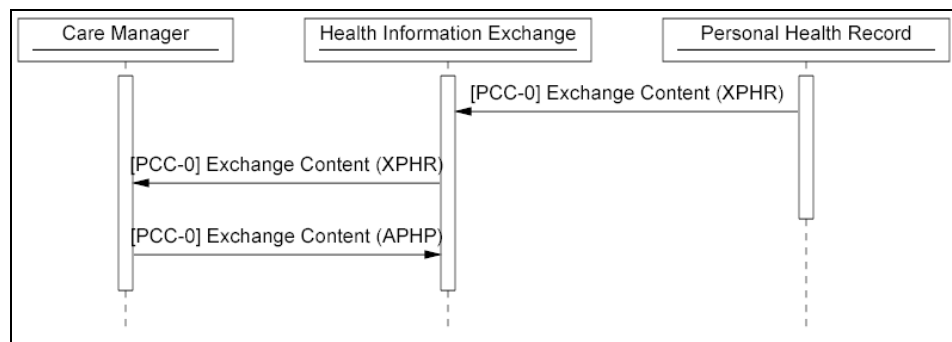 Care Manager
Health Information Exchange
Personal Health Record
[PCC-0] Exchange Content (XPHR)
[PCC-0] Exchange Content (XPHR)
[PCC-0] Exchange Content (APHP)